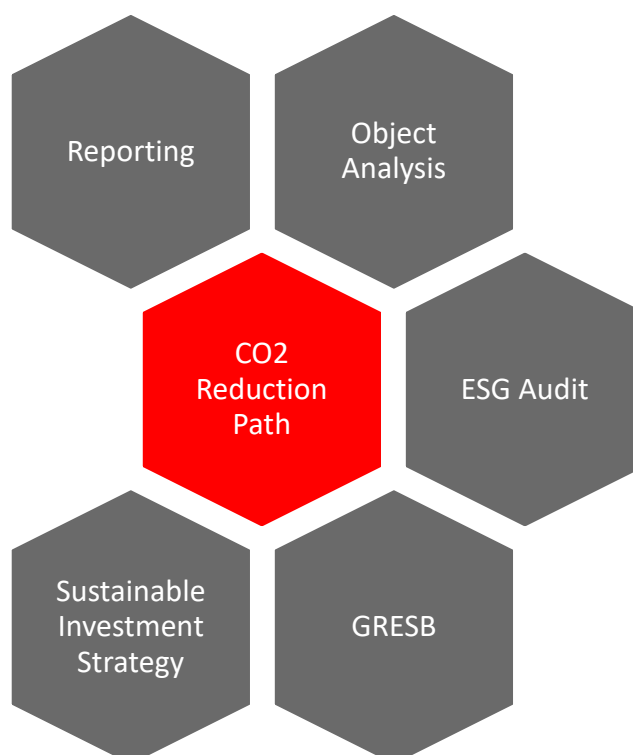 Reporting
Object
Analysis
CO2
Reduction
Path
ESG Audit
Sustainable
Investment
Strategy
GRESB